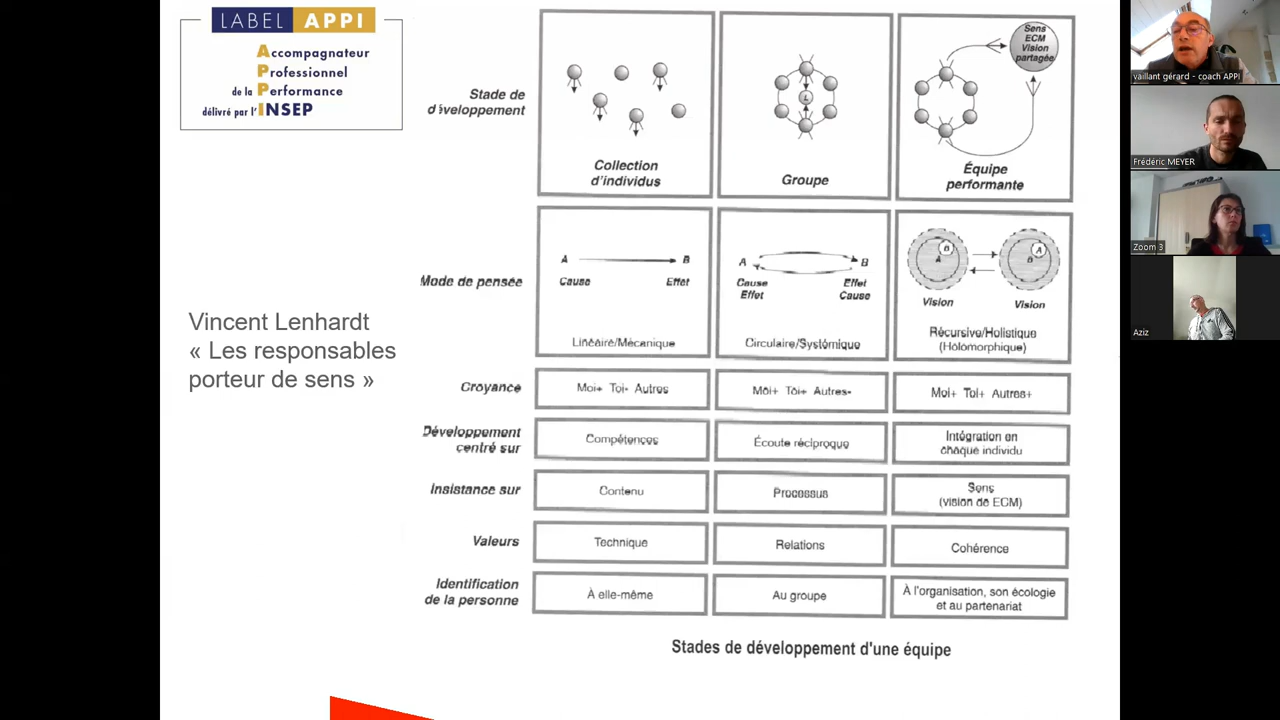 LABEL APPI
Accompagnateur
Professionnel
de la Performance
délivré par l'INSEP
Vincent Lenhardt
« Les responsables
porteur de sens »
Stade de
développement
Collection
d'individus
L
Groupe
Sens
ECM
Vision
partagée
Équipe
performante
Mode de pensée
A B
Cause Effet
Linéaire/Mécanique
A B
Cause Effet
Effet Cause
Circulaire/Systémique
A B
B A
Vision Vision
Récursive/Holistique
(Holomorphique)
Croyance
Moi+ Toi- Autres
Moi+ Toi+ Autres-
Moi+ Toi+ Autres+
Développement
centré sur
Compétences
Écoute réciproque
Intégration en
chaque individu
Insistance sur
Contenu
Processus
Sens
(vision de ECM)
Valeurs
Technique
Relations
Cohérence
Identification
de la personne
À elle-même
Au groupe
À l'organisation, son écologie
et au partenariat
Stades de développement d'une équipe
vaillant gérard - coach APPI
Frédéric MEYER
Zoom 3
Aziz